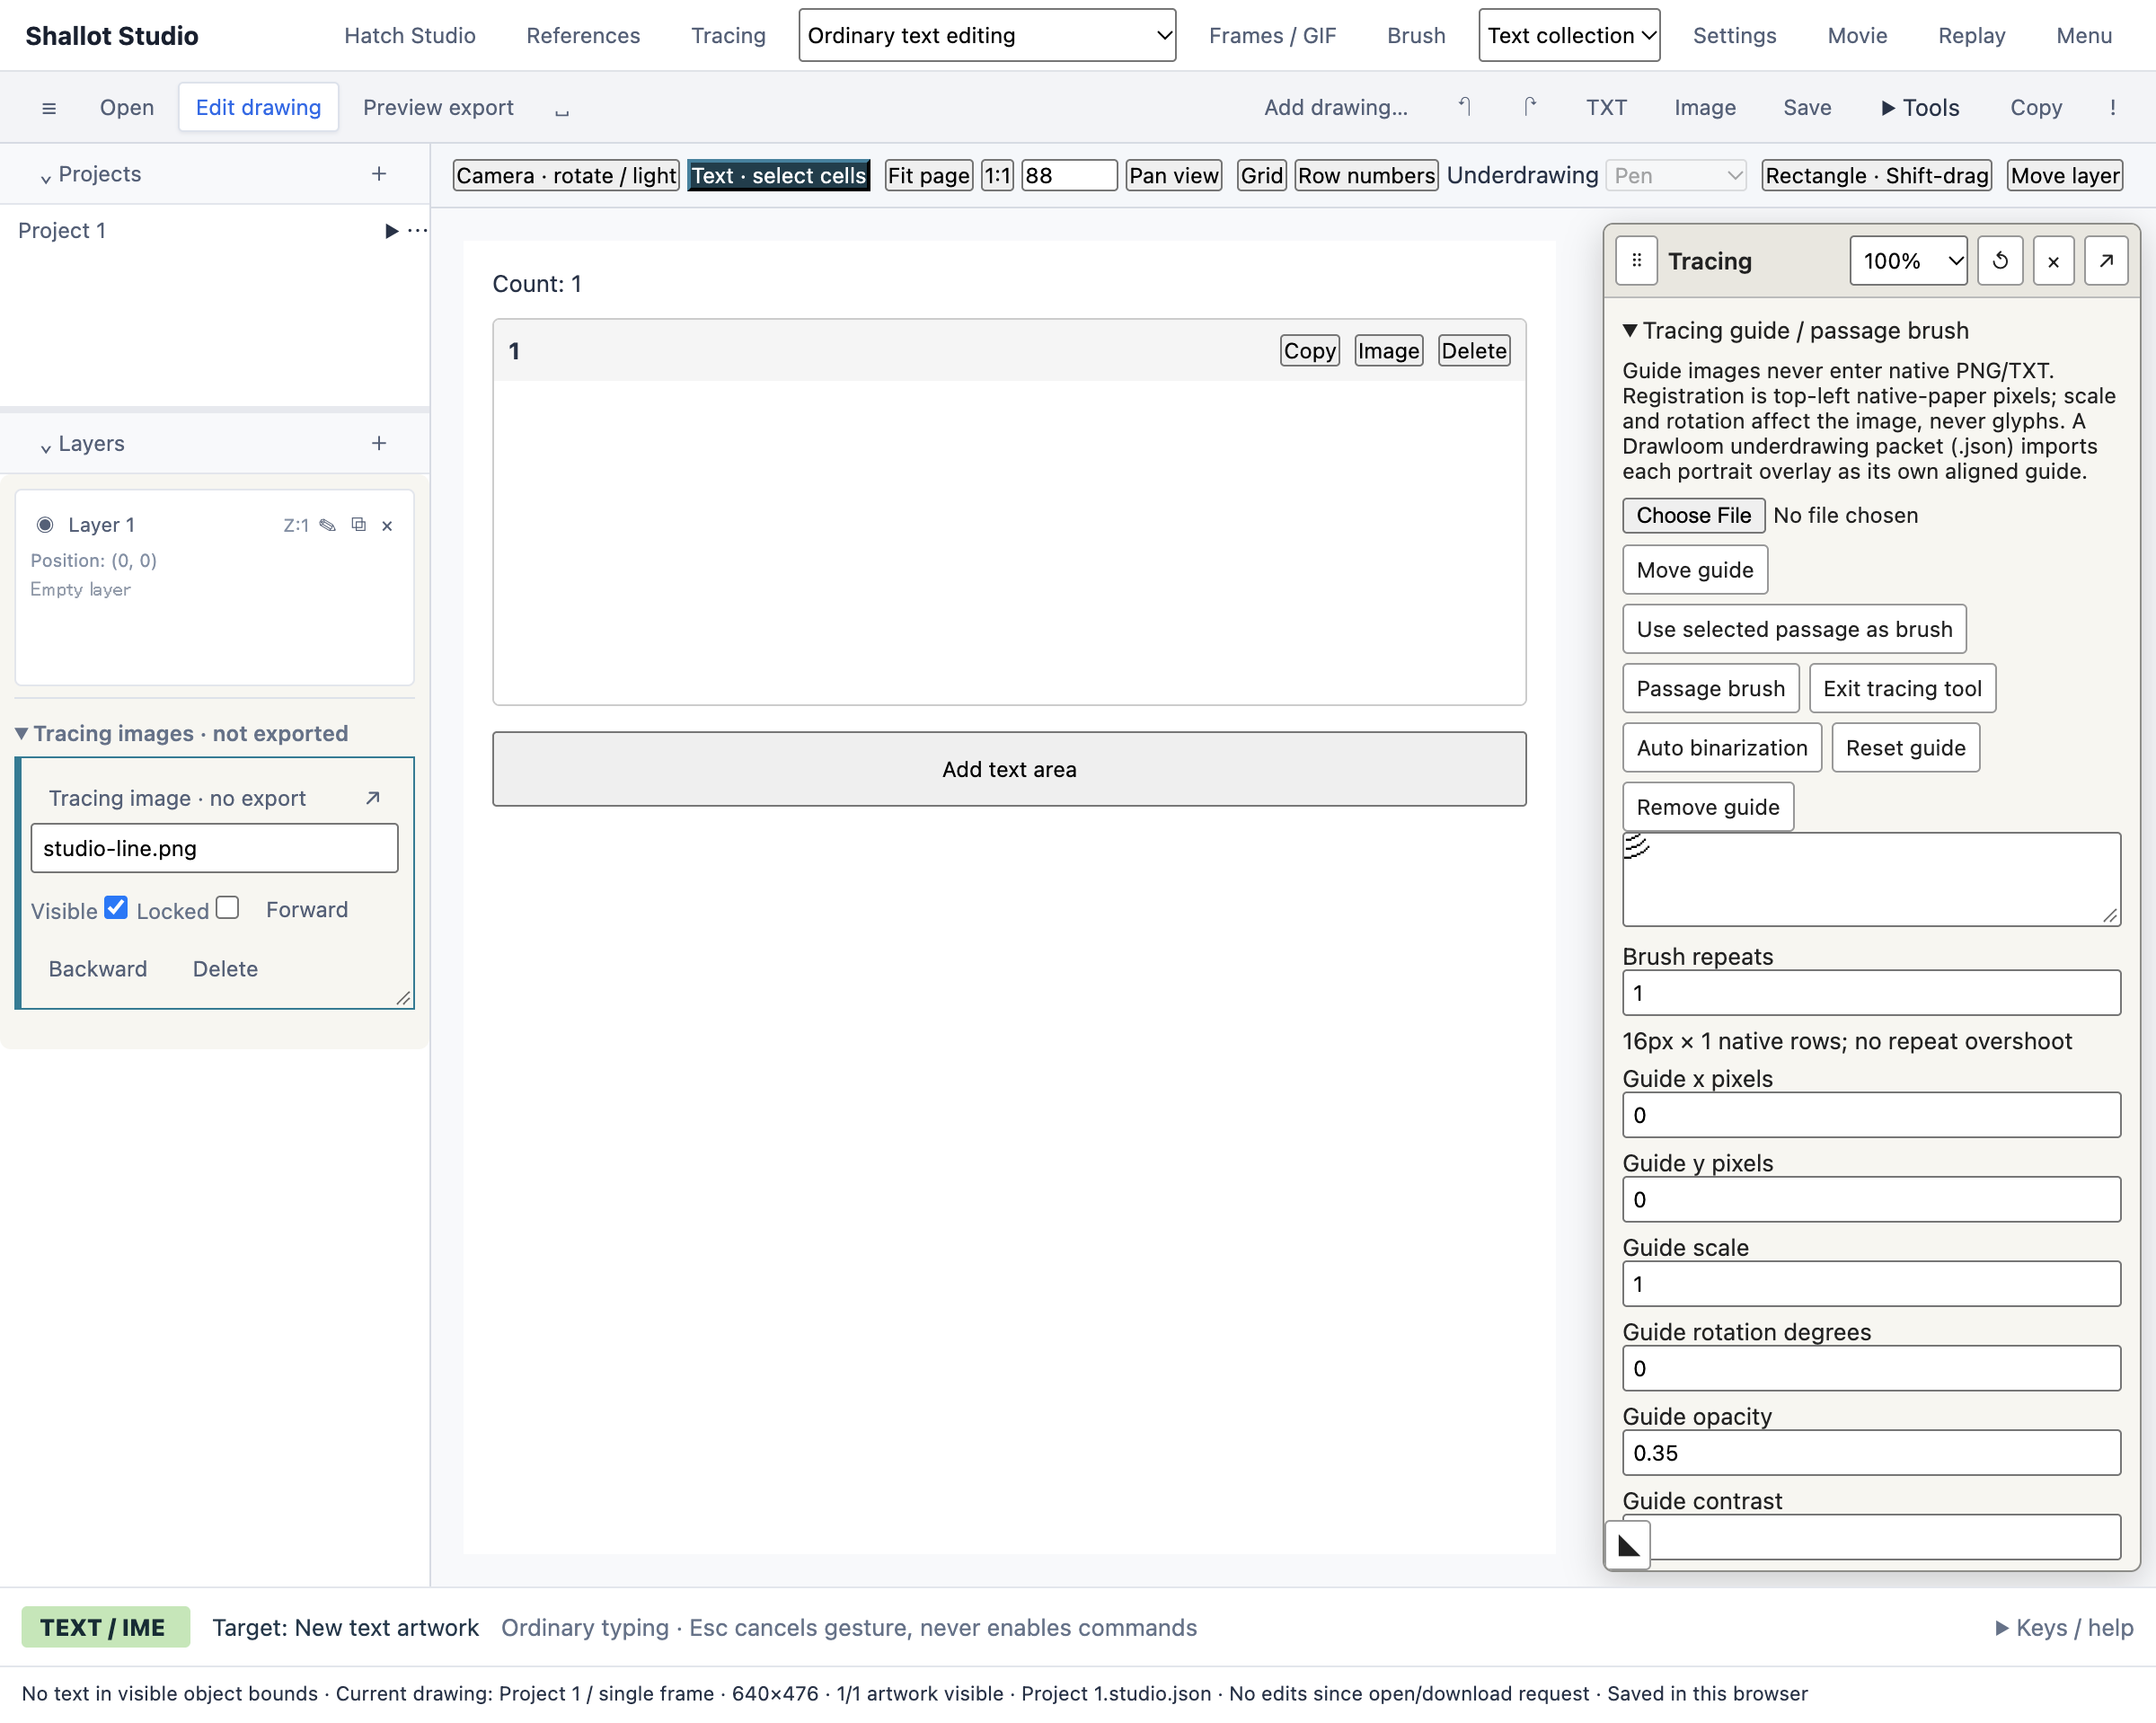 Shallot Studio Hatch Studio References Tracing Ordinary text editing Frames / GIF Brush Text collection Settings Movie Replay Menu
≡ Open Edit drawing Preview export Add drawing... TXT Image Save ▶ Tools Copy !
Projects +
Project 1 ▶ ...
Layers +
Layer 1 Z:1 ✎ ⧉ ×
Position: (0, 0)
Empty layer
▼ Tracing images · not exported
Tracing image · no export ↗
studio-line.png
Visible Locked Forward
Backward Delete
Camera · rotate / light Text · select cells Fit page 1:1 88 Pan view Grid Row numbers Underdrawing Pen Rectangle · Shift-drag Move layer
Count: 1
1 Copy Image Delete
Add text area
Tracing 100% × ↗
▼ Tracing guide / passage brush
Guide images never enter native PNG/TXT.
Registration is top-left native-paper pixels; scale
and rotation affect the image, never glyphs. A
Drawloom underdrawing packet (.json) imports
each portrait overlay as its own aligned guide.
Choose File No file chosen
Move guide
Use selected passage as brush
Passage brush Exit tracing tool
Auto binarization Reset guide
Remove guide
Brush repeats
1
16px × 1 native rows; no repeat overshoot
Guide x pixels
0
Guide y pixels
0
Guide scale
1
Guide rotation degrees
0
Guide opacity
0.35
Guide contrast
TEXT / IME Target: New text artwork Ordinary typing · Esc cancels gesture, never enables commands ▶ Keys / help
No text in visible object bounds · Current drawing: Project 1 / single frame · 640×476 · 1/1 artwork visible · Project 1.studio.json · No edits since open/download request · Saved in this browser